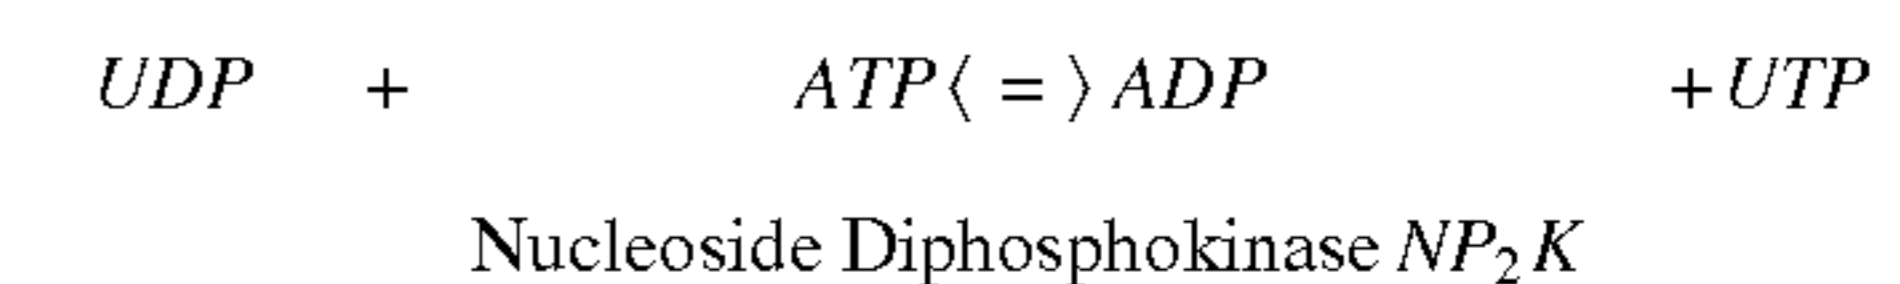 UDP + ATP⟨ = ⟩ADP +UTP
Nucleoside Diphosphokinase NP₂K